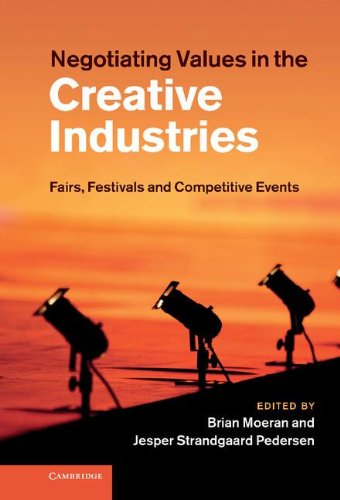 Negotiating Values in the
Creative
Industries
Fairs, Festivals and Competitive Events
EDITED BY
Brian Moeran and
Jesper Strandgaard Pedersen
CAMBRIDGE